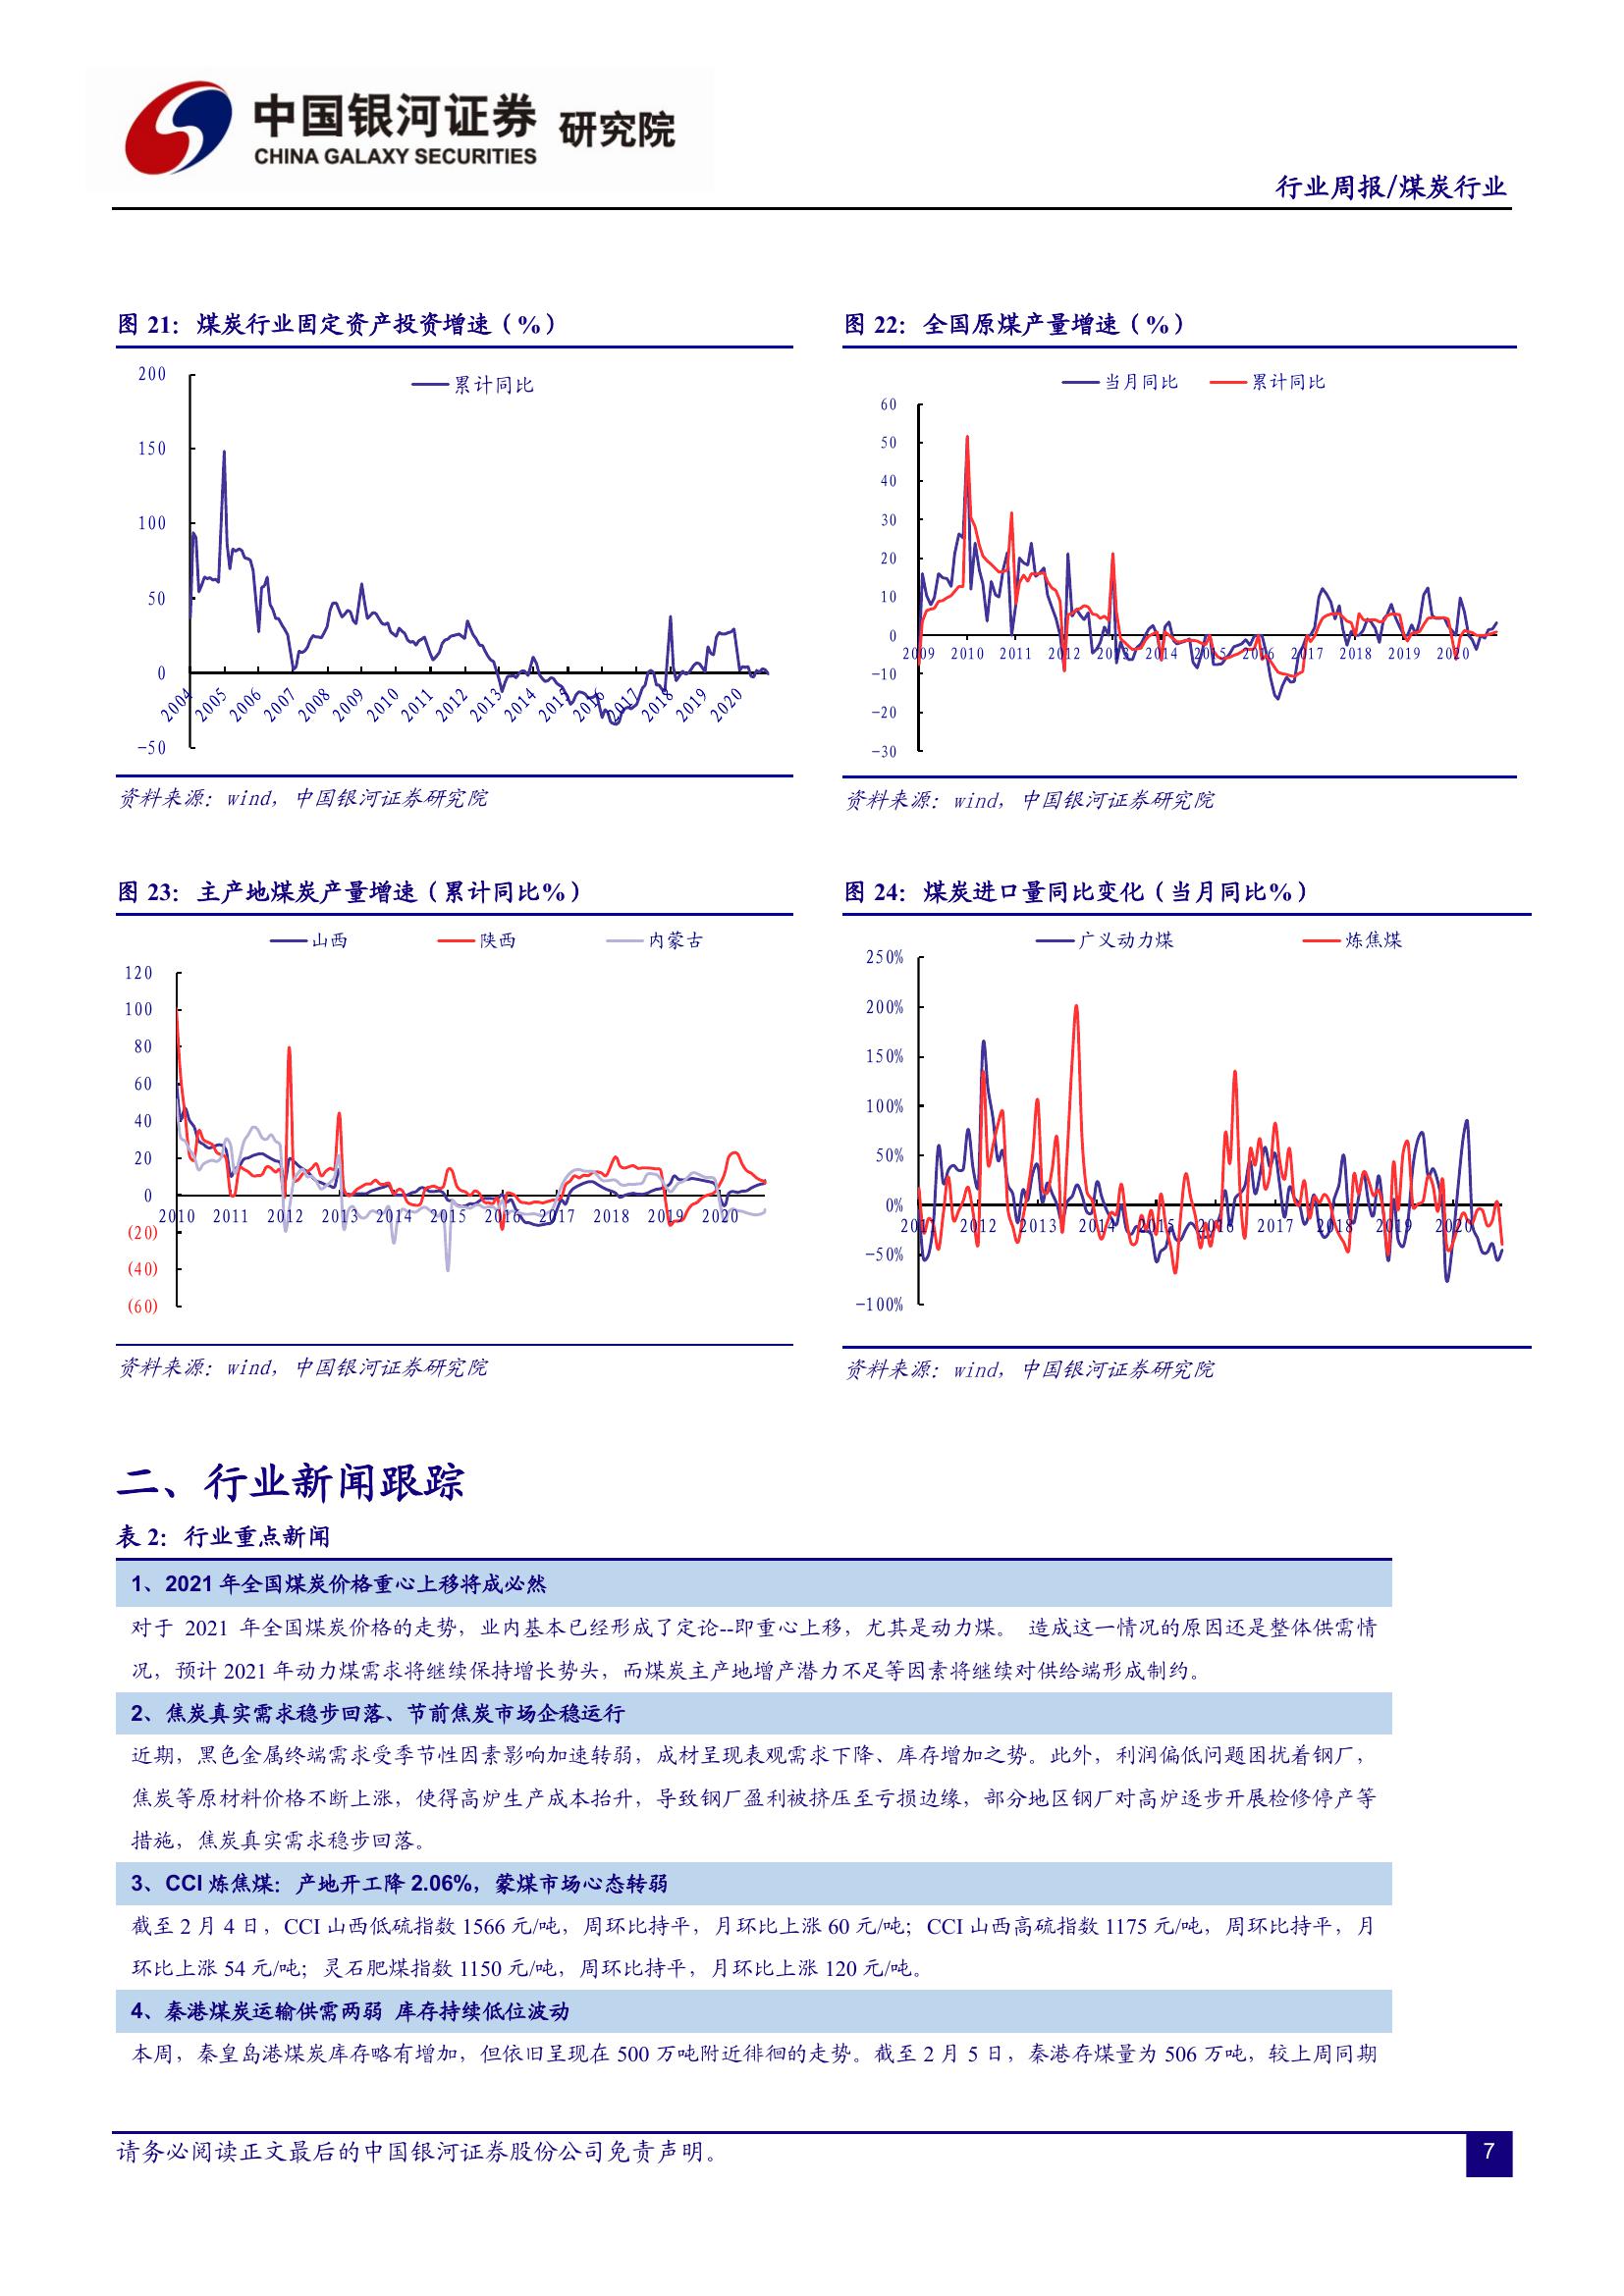 中国银河证券 研究院
CHINA GALAXY SECURITIES
行业周报/煤炭行业
图 21：煤炭行业固定资产投资增速（%）
累计同比
200
150
100
50
0
-50
2004 2005 2006 2007 2008 2009 2010 2011 2012 2013 2014 2015 2016 2017 2018 2019 2020
资料来源：wind，中国银河证券研究院
图 22：全国原煤产量增速（%）
当月同比 累计同比
60
50
40
30
20
10
0
-10
-20
-30
2009 2010 2011 2012 2013 2014 2015 2016 2017 2018 2019 2020
资料来源：wind，中国银河证券研究院
图 23：主产地煤炭产量增速（累计同比%）
山西 陕西 内蒙古
120
100
80
60
40
20
0
(20)
(40)
(60)
2010 2011 2012 2013 2014 2015 2016 2017 2018 2019 2020
资料来源：wind，中国银河证券研究院
图 24：煤炭进口量同比变化（当月同比%）
广义动力煤 炼焦煤
250%
200%
150%
100%
50%
0%
-50%
-100%
2012 2013 2014 2015 2016 2017 2018 2019 2020
资料来源：wind，中国银河证券研究院
二、行业新闻跟踪
表 2：行业重点新闻
1、2021 年全国煤炭价格重心上移将成必然
对于 2021 年全国煤炭价格的走势，业内基本已经形成了定论--即重心上移，尤其是动力煤。 造成这一情况的原因还是整体供需情
况，预计 2021 年动力煤需求将继续保持增长势头，而煤炭主产地增产潜力不足等因素将继续对供给端形成制约。
2、焦炭真实需求稳步回落、节前焦炭市场企稳运行
近期，黑色金属终端需求受季节性因素影响加速转弱，成材呈现表观需求下降、库存增加之势。此外，利润偏低问题困扰着钢厂，
焦炭等原材料价格不断上涨，使得高炉生产成本抬升，导致钢厂盈利被挤压至亏损边缘，部分地区钢厂对高炉逐步开展检修停产等
措施，焦炭真实需求稳步回落。
3、CCI 炼焦煤：产地开工降 2.06%，蒙煤市场心态转弱
截至 2 月 4 日，CCI 山西低硫指数 1566 元/吨，周环比持平，月环比上涨 60 元/吨；CCI 山西高硫指数 1175 元/吨，周环比持平，月
环比上涨 54 元/吨；灵石肥煤指数 1150 元/吨，周环比持平，月环比上涨 120 元/吨。
4、秦港煤炭运输供需两弱 库存持续低位波动
本周，秦皇岛港煤炭库存略有增加，但依旧呈现在 500 万吨附近徘徊的走势。截至 2 月 5 日，秦港存煤量为 506 万吨，较上周同期
请务必阅读正文最后的中国银河证券股份公司免责声明。
7